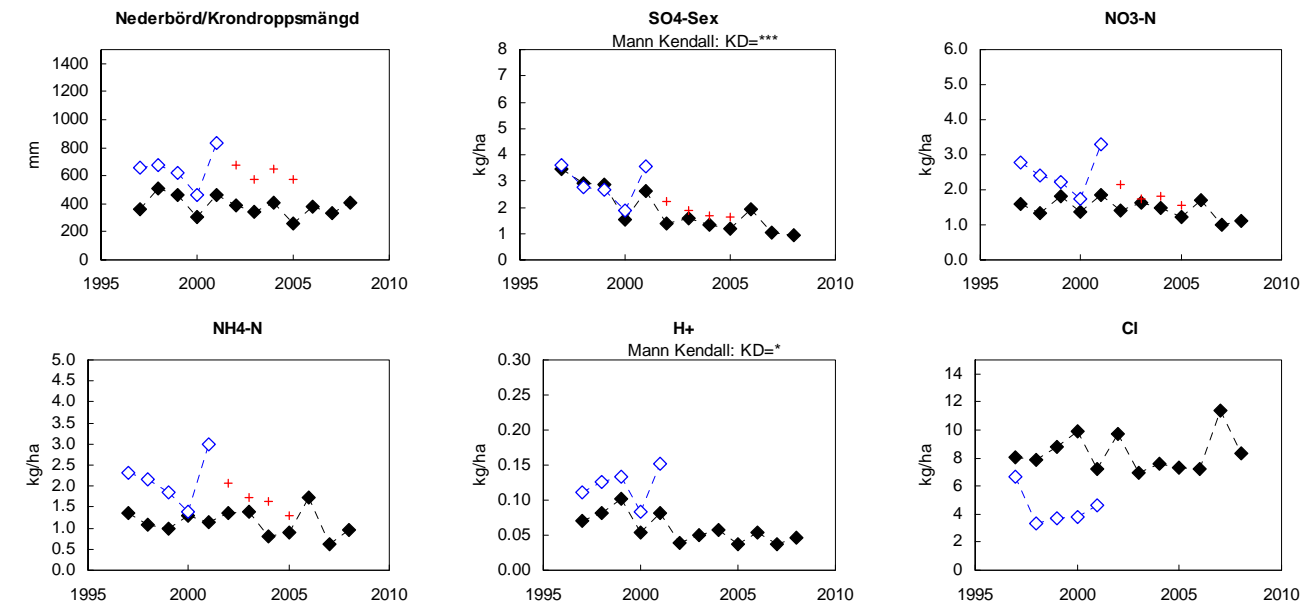 Nederbörd/Krondroppsmängd
mm
1400
1200
1000
800
600
400
200
0
1995 2000 2005 2010
SO4-Sex
Mann Kendall: KD=***
kg/ha
8
7
6
5
4
3
2
1
0
1995 2000 2005 2010
NO3-N
kg/ha
6.0
5.0
4.0
3.0
2.0
1.0
0.0
1995 2000 2005 2010
NH4-N
kg/ha
5.0
4.5
4.0
3.5
3.0
2.5
2.0
1.5
1.0
0.5
0.0
1995 2000 2005 2010
H+
Mann Kendall: KD=*
kg/ha
0.30
0.25
0.20
0.15
0.10
0.05
0.00
1995 2000 2005 2010
Cl
kg/ha
14
12
10
8
6
4
2
0
1995 2000 2005 2010